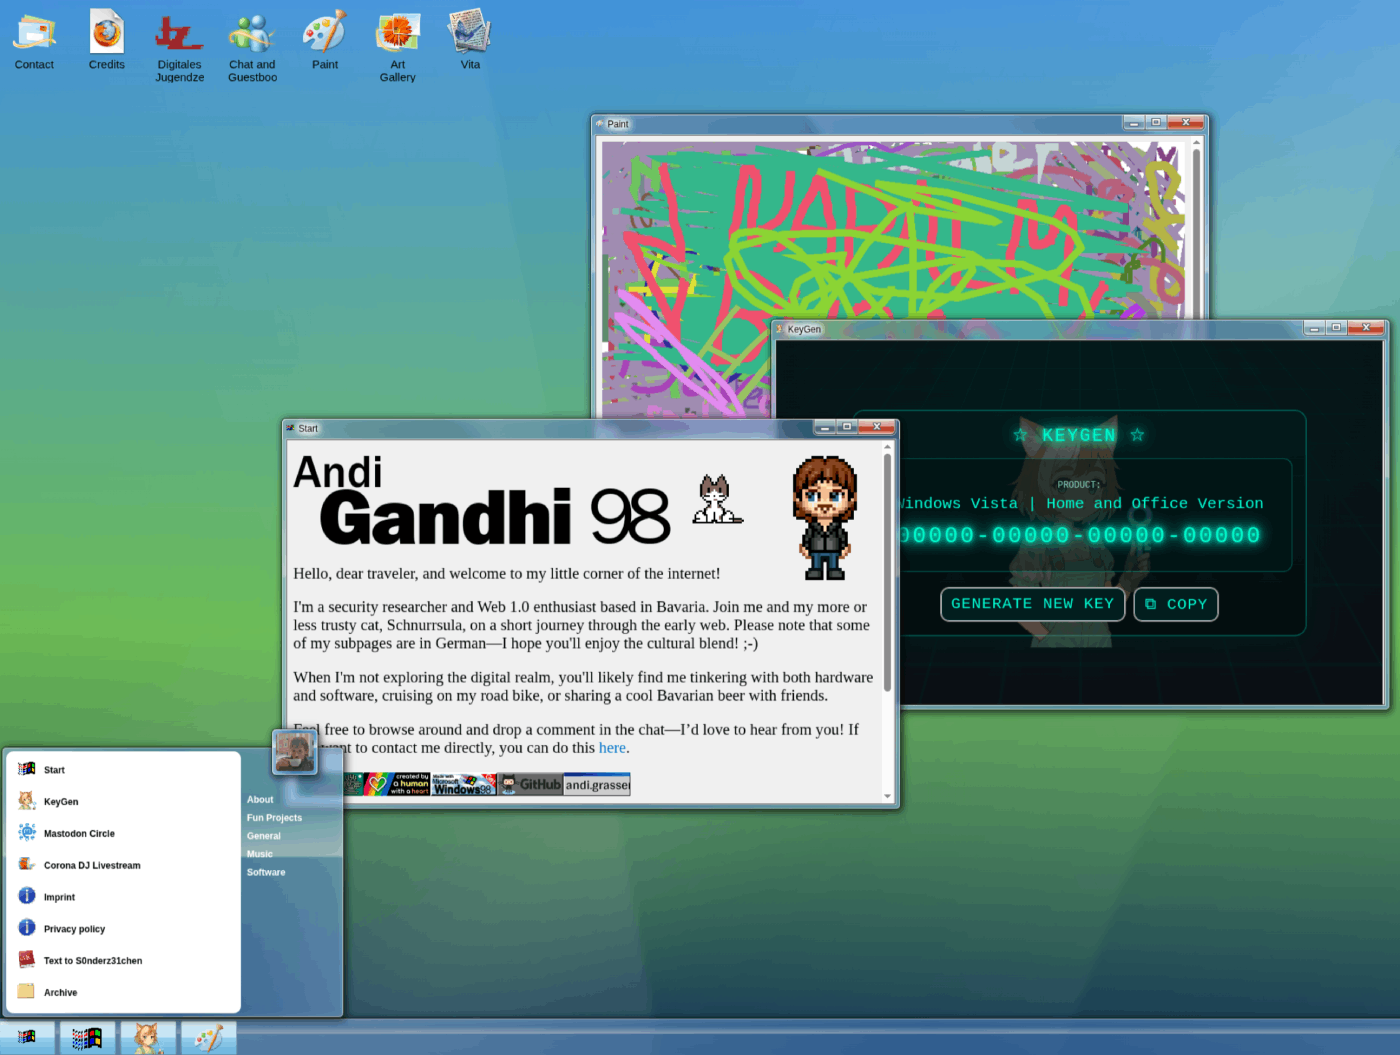 Contact
Credits
Digitales
Jugendze
Chat and
Guestboo
Paint
Art
Gallery
Vita
Paint
KeyGen
☆ KEYGEN ☆
PRODUCT:
Windows Vista | Home and Office Version
00000-00000-00000-00000
GENERATE NEW KEY
COPY
Start
Andi
Gandhi 98
Hello, dear traveler, and welcome to my little corner of the internet!
I'm a security researcher and Web 1.0 enthusiast based in Bavaria. Join me and my more or
less trusty cat, Schnurrsula, on a short journey through the early web. Please note that some
of my subpages are in German—I hope you'll enjoy the cultural blend! ;-)
When I'm not exploring the digital realm, you'll likely find me tinkering with both hardware
and software, cruising on my road bike, or sharing a cool Bavarian beer with friends.
Feel free to browse around and drop a comment in the chat—I’d love to hear from you! If
want to contact me directly, you can do this here.
created by
a human
with a heart
Made with
Microsoft
Windows98
GitHub
andi.grasser
Start
KeyGen
Mastodon Circle
Corona DJ Livestream
Imprint
Privacy policy
Text to S0nderz31chen
Archive
About
Fun Projects
General
Music
Software